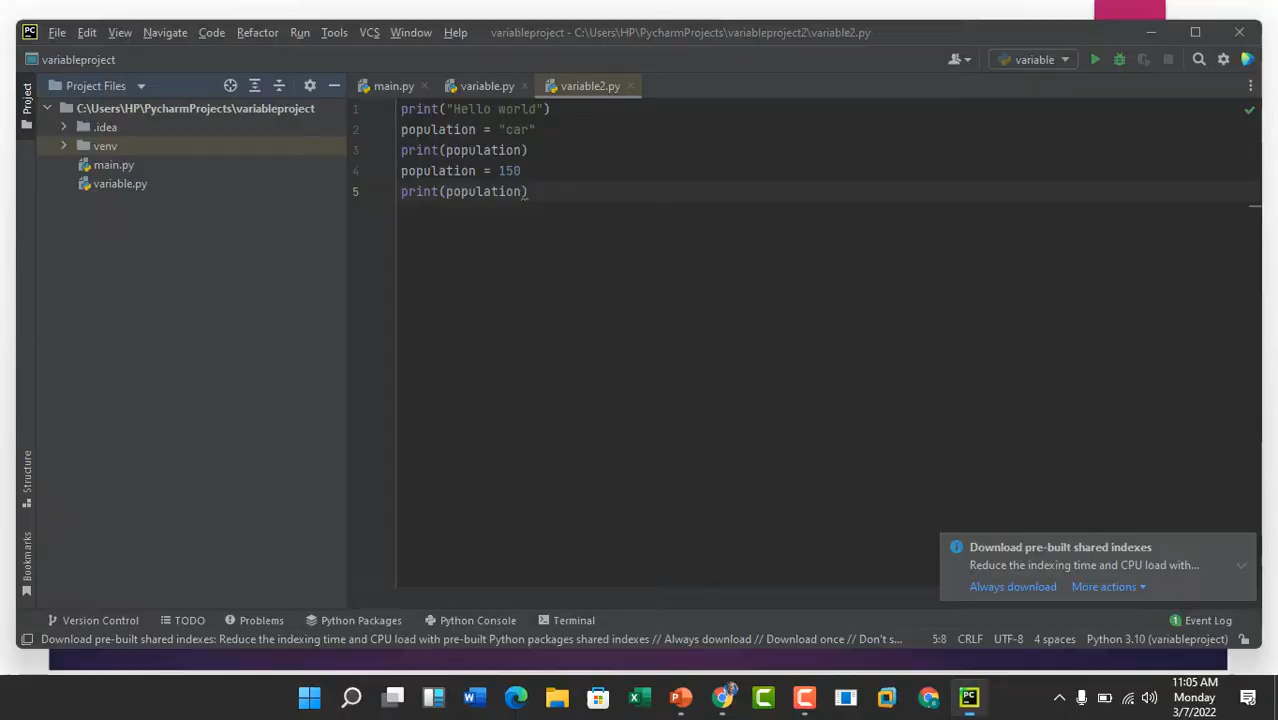 PC File Edit View Navigate Code Refactor Run Tools VCS Window Help variableproject - C:\Users\HP\PycharmProjects\variableproject2\variable2.py
variableproject variable
Project Project Files main.py variable.py variable2.py
C:\Users\HP\PycharmProjects\variableproject
.idea
venv
main.py
variable.py
1 print("Hello world")
2 population = "car"
3 print(population)
4 population = 150
5 print(population)
Structure
Bookmarks
Download pre-built shared indexes
Reduce the indexing time and CPU load with...
Always download More actions
Version Control TODO Problems Python Packages Python Console Terminal 1 Event Log
Download pre-built shared indexes: Reduce the indexing time and CPU load with pre-built Python packages shared indexes // Always download // Download once // Don't s... 5:8 CRLF UTF-8 4 spaces Python 3.10 (variableproject)
11:05 AM
Monday
3/7/2022